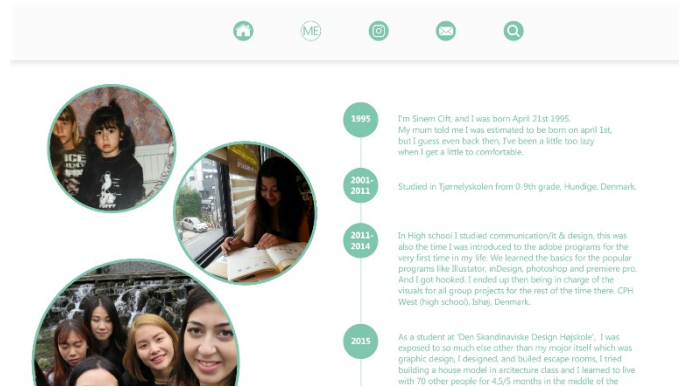 ME
ICE
1995
I'm Sinem Cift, and I was born April 21st 1995.
My mum told me I was estimated to be born on april 1st,
but I guess even back then, I've been a little too lazy
when I get a little to comfortable.
2001-
2011
Studied in Tjørnelyskolen from 0-9th grade, Hundige, Denmark.
2011-
2014
In High school I studied communication/it & design, this was
also the time I was introduced to the adobe programs for the
very first time in my life. We learned the basics for the popular
programs like Illustator, inDesign, photoshop and premiere pro.
And I got hooked. I ended up then being in charge of the
visuals for all group projects for the rest of the time there. CPH
West (high school), Ishøj, Denmark.
2015
As a student at 'Den Skandinaviske Design Højskole', I was
exposed to so much else other than my mojor itself which was
graphic design, I designed, and builed escape rooms, I tried
building a house model in arcitecture class and I learned to live
with 70 other people for 4,5/5 months in the middle of the